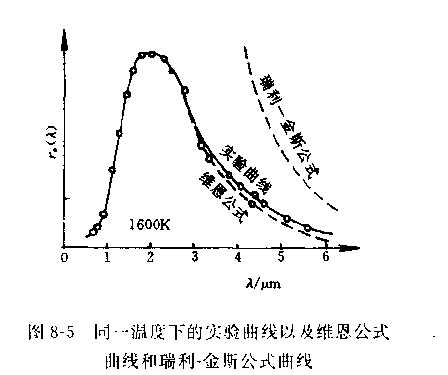 r₀(λ)
瑞利—金斯公式
实验曲线
维恩公式
1600K
0 1 2 3 4 5 6
λ/μm
图 8-5 同一温度下的实验曲线以及维恩公式
曲线和瑞利-金斯公式曲线